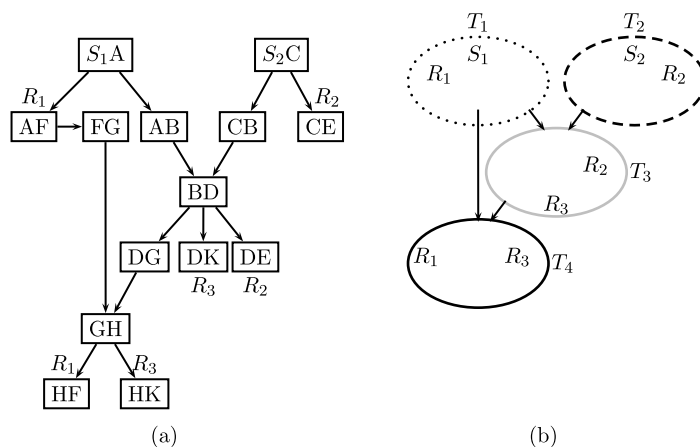 S₁A S₂C
R₁ R₂
AF FG AB CB CE
BD
DG DK DE
R₃ R₂
GH
R₁ R₃
HF HK
(a)
T₁ T₂
S₁ S₂
R₁ R₂
R₂ T₃
R₃
R₁ R₃ T₄
(b)